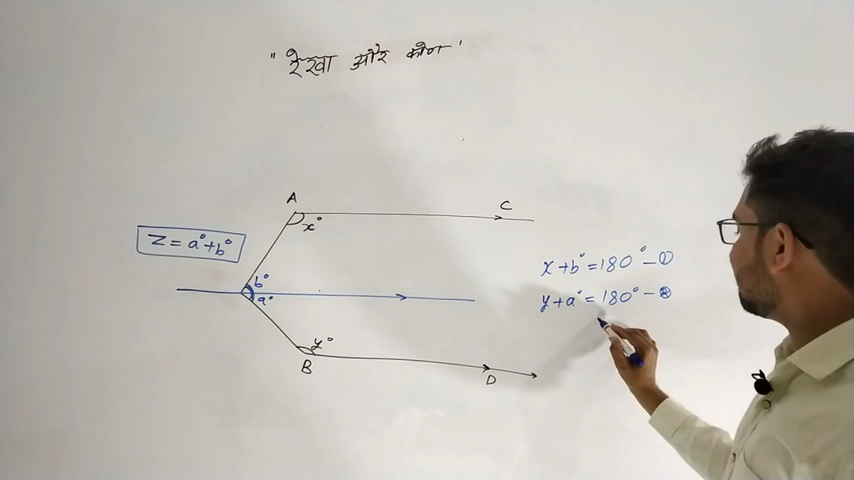 " रेखा और कोण "
A
C
x°
Z = a° + b°
b°
a°
x + b° = 180° - ①
y + a° = 180° - ②
y°
B
D